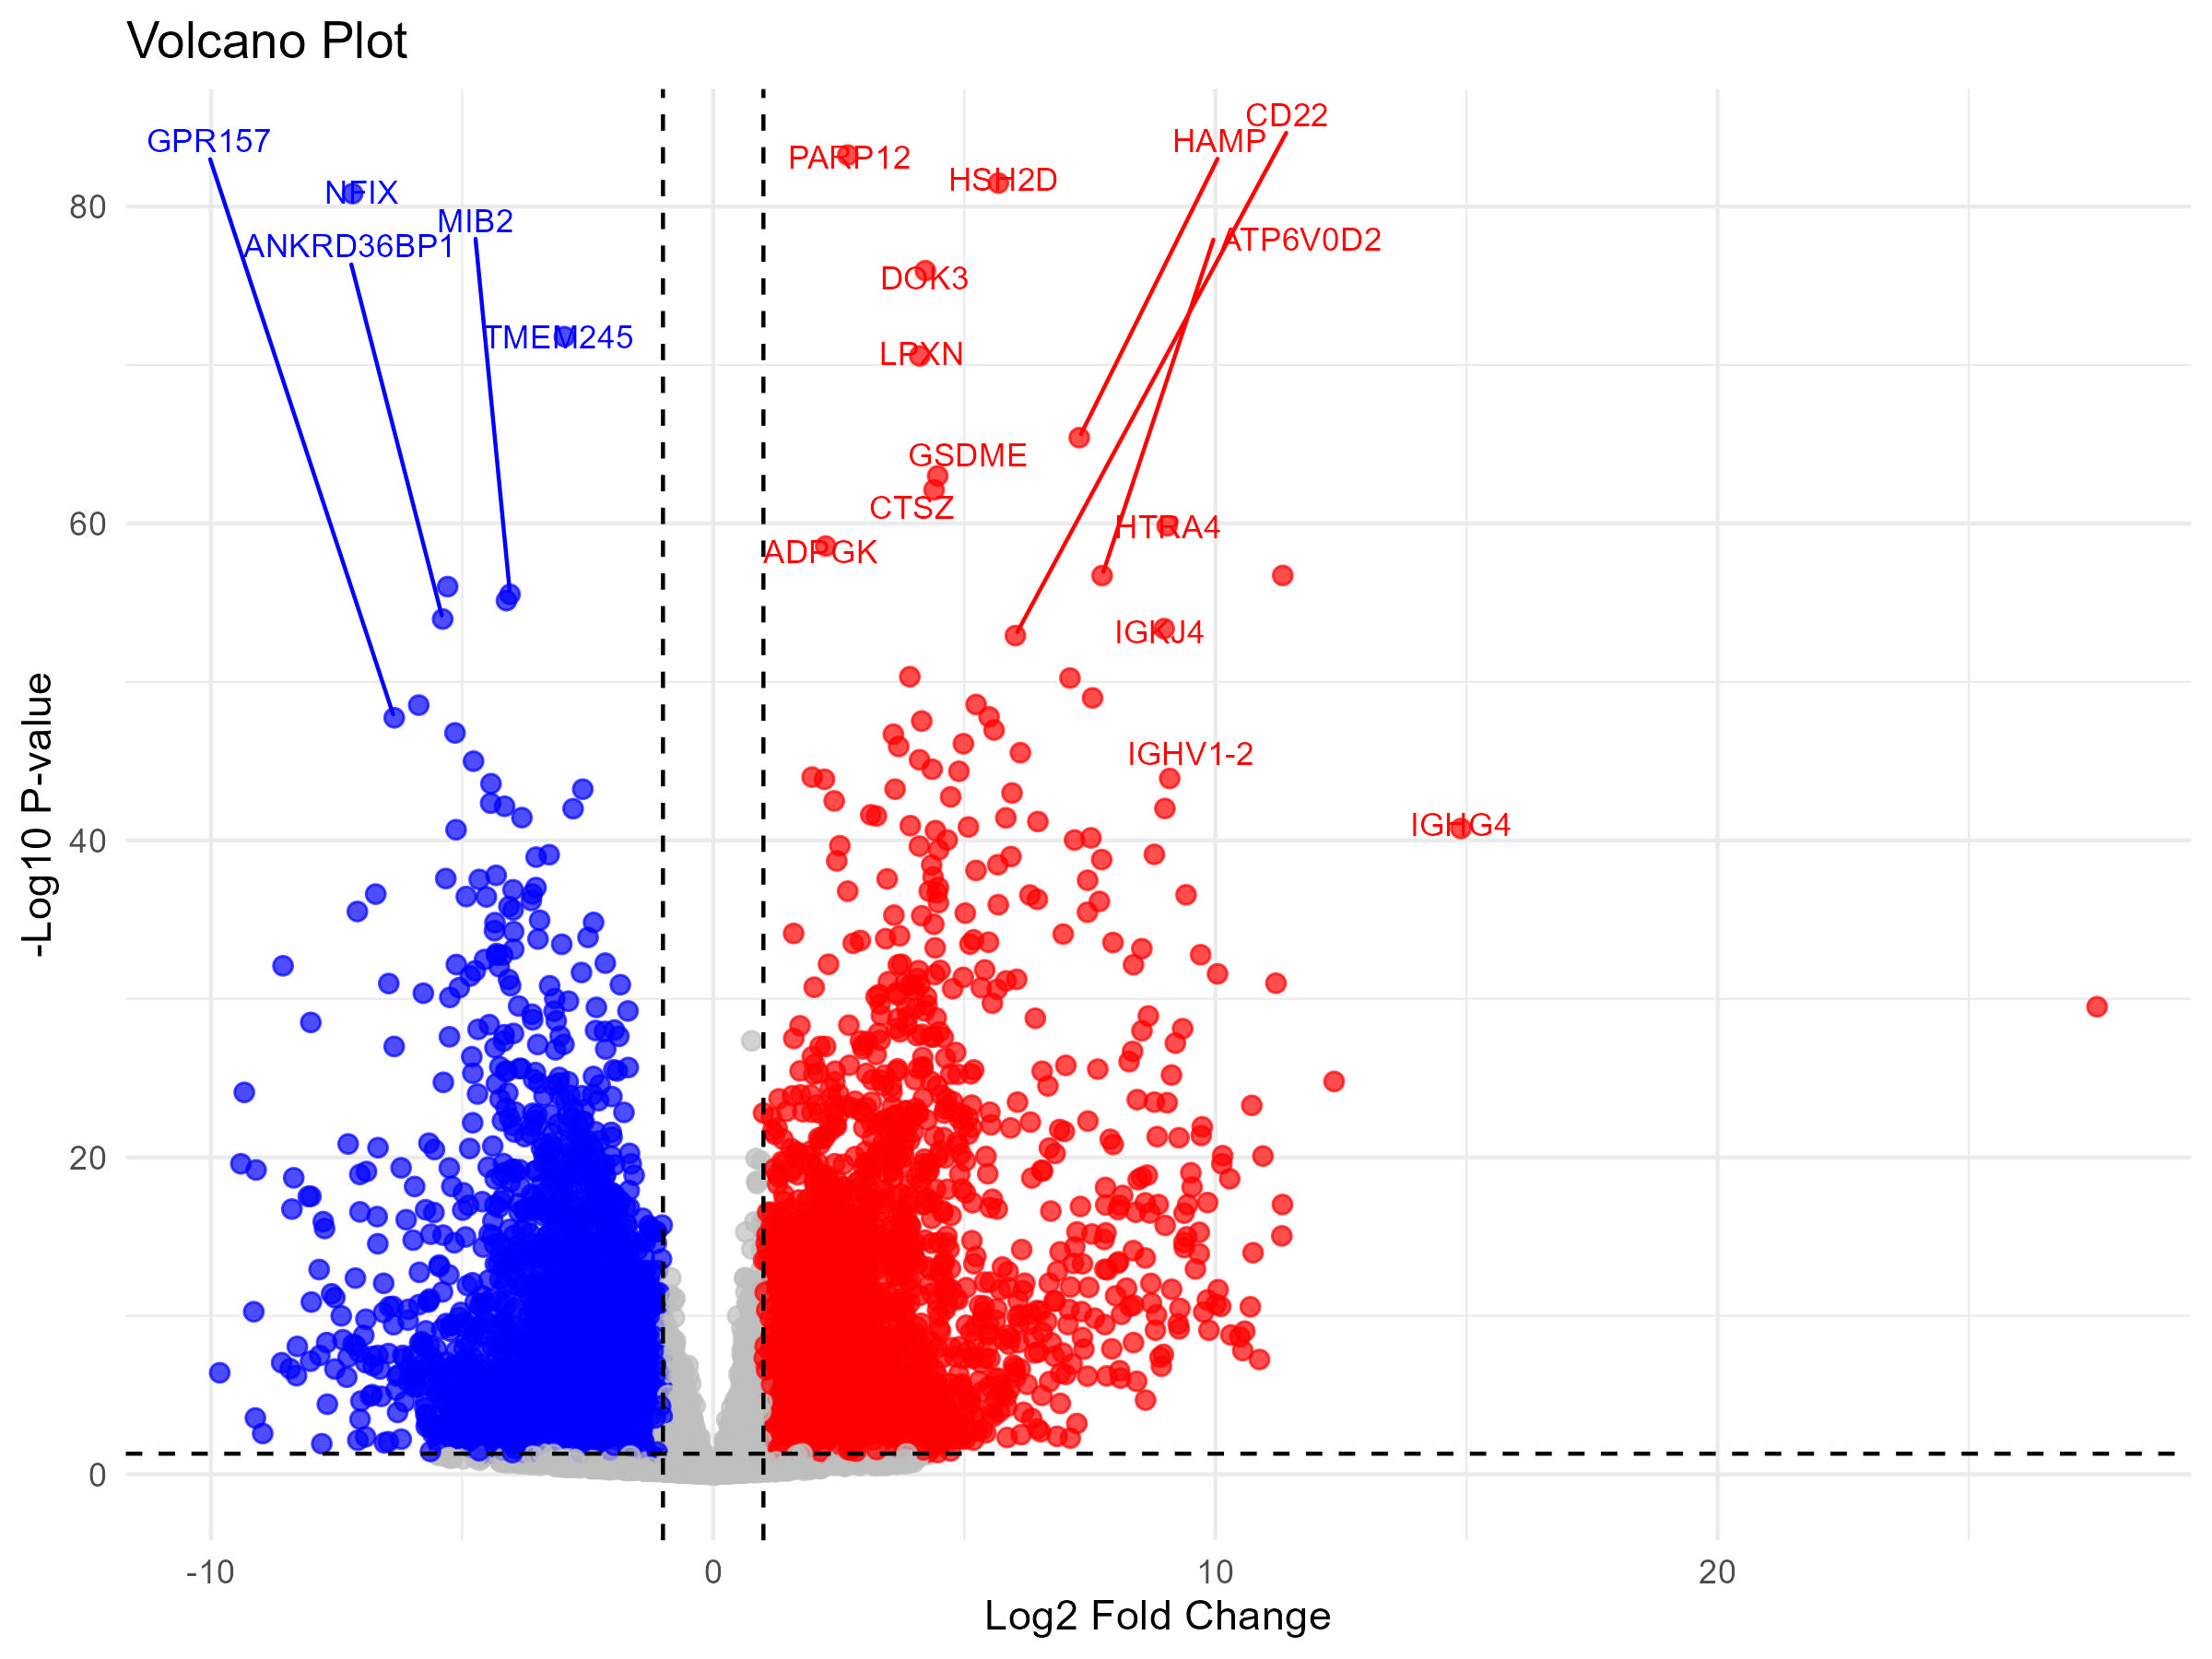 Volcano Plot
CD22
GPR157
HAMP
PARP12
HSH2D
NFIX
MIB2
ANKRD36BP1
ATP6V0D2
DOK3
TMEM245
LPXN
GSDME
CTSZ
HTRA4
ADPGK
IGKJ4
IGHV1-2
IGHG4
80
60
40
20
0
-Log10 P-value
-10
0
10
20
Log2 Fold Change